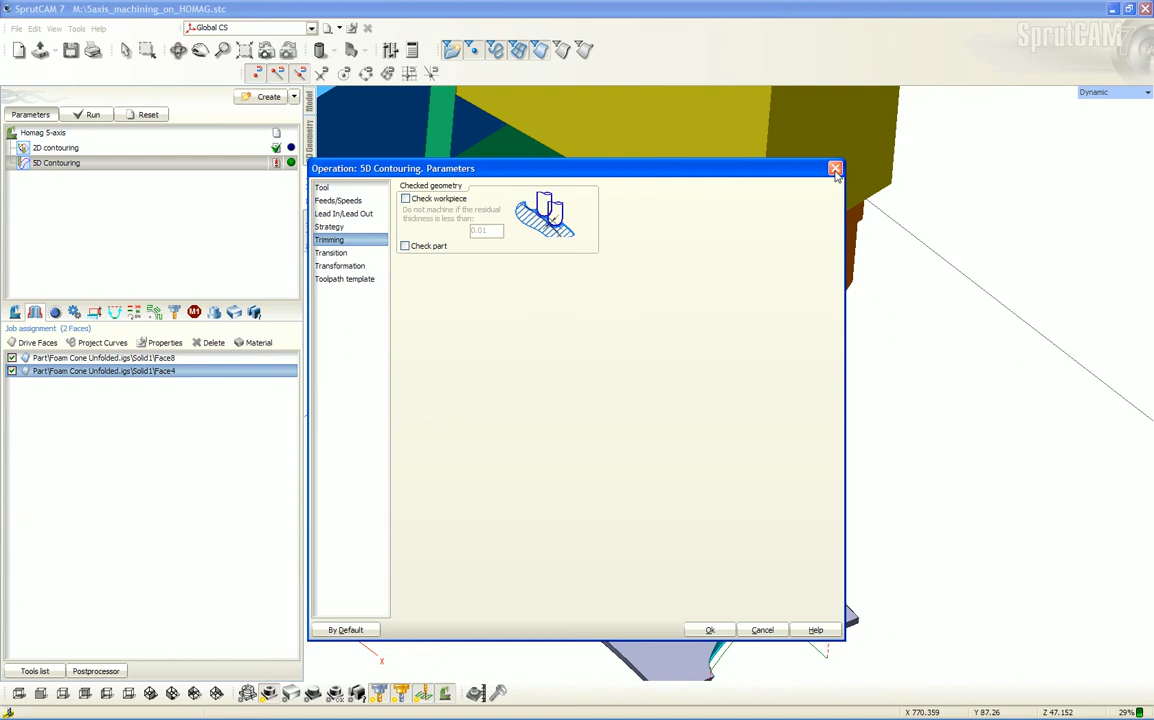 SprutCAM 7 - M:\5axis_machining_on_HOMAG.stc
File Edit View Tools Help
Global CS
SprutCAM
Create
Parameters Run Reset
Dynamic
Model
Homag 5-axis
2D contouring
5D Contouring
Job assignment (2 Faces)
Drive Faces Project Curves Properties Delete Material
Part\Foam Cone Unfolded.igs\Solid1\Face8
Part\Foam Cone Unfolded.igs\Solid1\Face4
Operation: 5D Contouring. Parameters
Tool
Feeds/Speeds
Lead In/Lead Out
Strategy
Trimming
Transition
Transformation
Toolpath template
Checked geometry
Check workpiece
Do not machine if the residual
thickness is less than:
0.01
Check part
By Default Ok Cancel Help
X
Tools list Postprocessor
X 770.359 Y 87.26 Z 47.152 29%